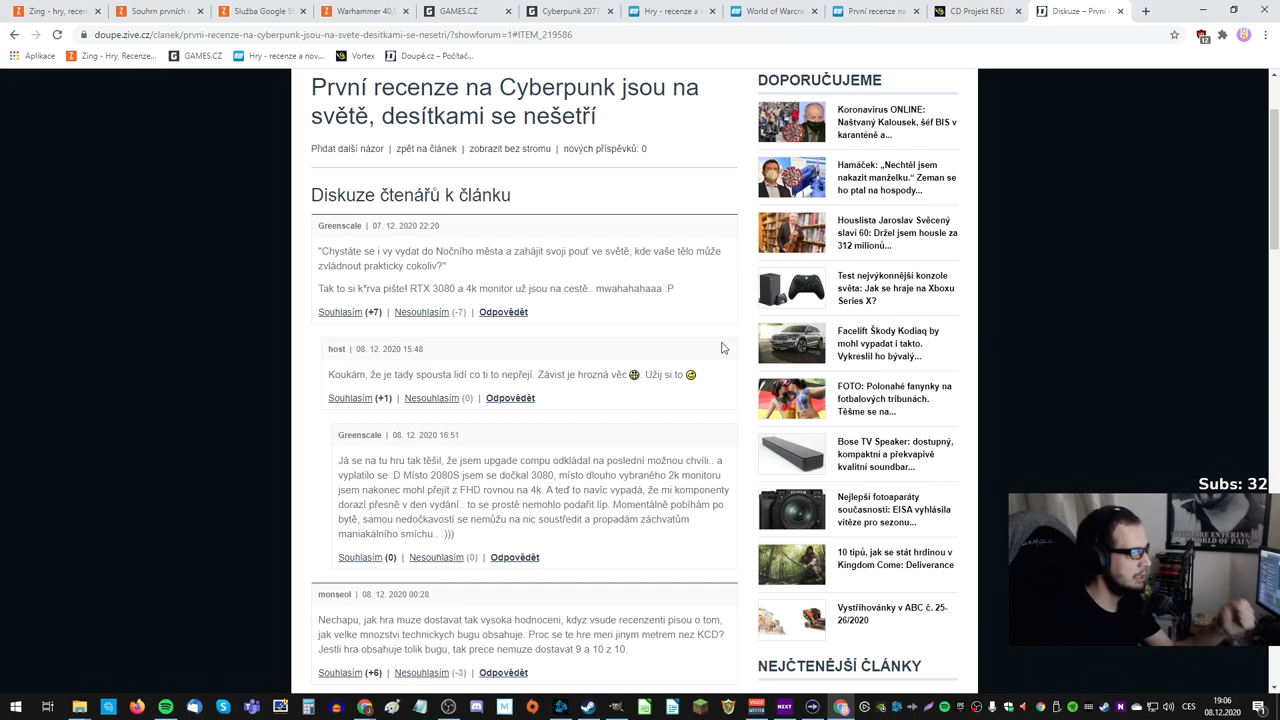 Zing - hry, r
Souhrn prvních r
Služba Google S
Warhammer 40,
GAMES.CZ
Cyberpunk 2077
Hry - recenze a n
World of Warcra
Hry - recenze a
CD Projekt RED
Diskuze – První r
doupe.zive.cz/clanek/prvni-recenze-na-cyberpunk-jsou-na-svete-desitkami-se-nesetri/?showforum=1#ITEM_219586
12
Aplikace
Zing - Hry, Recenze...
GAMES.CZ
Hry - recenze a nov...
Vortex
Doupě.cz – Počítač...
První recenze na Cyberpunk jsou na
světě, desítkami se nešetří
Přidat další názor | zpět na článek | zobrazit bez stromu | nových příspěvků: 0
Diskuze čtenářů k článku
Greenscale | 07. 12. 2020 22:20
"Chystáte se i vy vydat do Nočního města a zahájit svoji pouť ve světě, kde vaše tělo může
zvládnout prakticky cokoliv?"
Tak to si k*rva pište! RTX 3080 a 4k monitor už jsou na cestě.. mwahahahaaa :P
Souhlasím (+7) | Nesouhlasím (-7) | Odpovědět
host | 08. 12. 2020 15:48
Koukám, že je tady spousta lidí co ti to nepřejí. Závist je hrozná věc . Užij si to
Souhlasím (+1) | Nesouhlasím (0) | Odpovědět
Greenscale | 08. 12. 2020 16:51
Já se na tu hru tak těšil, že jsem upgade compu odkládal na poslední možnou chvíli.. a
vyplatilo se :D Místo 2080S jsem se dočkal 3080, místo dlouho vybraného 2k monitoru
jsem nakonec mohl přejít z FHD rovnou na 4k. A teď to navíc vypadá, že mi komponenty
dorazí přesně v den vydání.. to se prostě nemohlo podařit líp. Momentálně pobíhám po
bytě, samou nedočkavostí se nemůžu na nic soustředit a propadám záchvatům
maniakálního smíchu.. :)))
Souhlasím (0) | Nesouhlasím (0) | Odpovědět
monseol | 08. 12. 2020 00:28
Nechapu, jak hra muze dostavat tak vysoka hodnoceni, kdyz vsude recenzenti pisou o tom,
jak velke mnozstvi technickych bugu obsahuje. Proc se te hre meri jinym metrem nez KCD?
Jestli hra obsahuje tolik bugu, tak prece nemuze dostavat 9 a 10 z 10.
Souhlasím (+6) | Nesouhlasím (-3) | Odpovědět
DOPORUČUJEME
Koronavirus ONLINE:
Naštvaný Kalousek, šéf BIS v
karanténě a...
Hamáček: „Nechtěl jsem
nakazit manželku.“ Zeman se
ho ptal na hospody...
Houslista Jaroslav Svěcený
slaví 60: Držel jsem housle za
312 milionů...
Test nejvýkonnější konzole
světa: Jak se hraje na Xboxu
Series X?
Facelift Škody Kodiaq by
mohl vypadat i takto.
Vykreslil ho bývalý...
FOTO: Polonahé fanynky na
fotbalových tribunách.
Těšme se na...
Bose TV Speaker: dostupný,
kompaktní a překvapivě
kvalitní soundbar...
Nejlepší fotoaparáty
současnosti: EISA vyhlásila
vítěze pro sezonu...
10 tipů, jak se stát hrdinou v
Kingdom Come: Deliverance
Vystřihovánky v ABC č. 25-
26/2020
NEJČTENĚJŠÍ ČLÁNKY
Subs: 32
YOU ARE ENTERING
WORLD OF PAIN
VOICE
MEETER
NZXT
19:06
08.12.2020